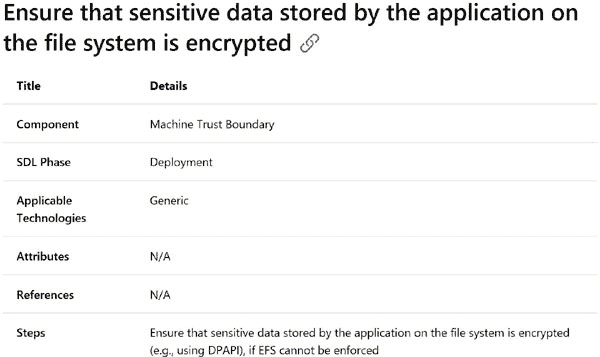 Ensure that sensitive data stored by the application on
the file system is encrypted
Title Details
Component Machine Trust Boundary
SDL Phase Deployment
Applicable Generic
Technologies
Attributes N/A
References N/A
Steps Ensure that sensitive data stored by the application on the file system is encrypted
(e.g., using DPAPI), if EFS cannot be enforced